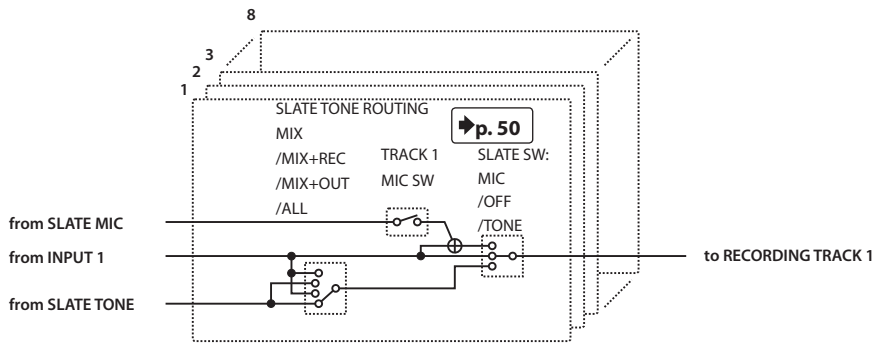 8
3
2
1
SLATE TONE ROUTING
MIX
/MIX+REC
/MIX+OUT
/ALL
TRACK 1
MIC SW
p. 50
SLATE SW:
MIC
/OFF
/TONE
from SLATE MIC
from INPUT 1
from SLATE TONE
to RECORDING TRACK 1